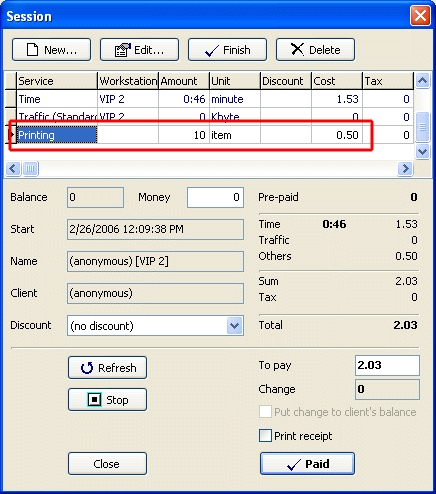 Session
New... Edit... Finish Delete
Service Workstation Amount Unit Discount Cost Tax
Time VIP 2 0:46 minute 1.53 0
Traffic (Standard VIP 2 0 Kbyte 0 0
Printing 10 item 0.50 0
Balance 0 Money 0 Pre-paid 0
Start 2/26/2006 12:09:38 PM Time 0:46 1.53
Traffic 0
Others 0.50
Name (anonymous) [VIP 2]
Client (anonymous) Sum 2.03
Tax 0
Discount (no discount) Total 2.03
Refresh To pay 2.03
Stop Change 0
Put change to client's balance
Print receipt
Close Paid